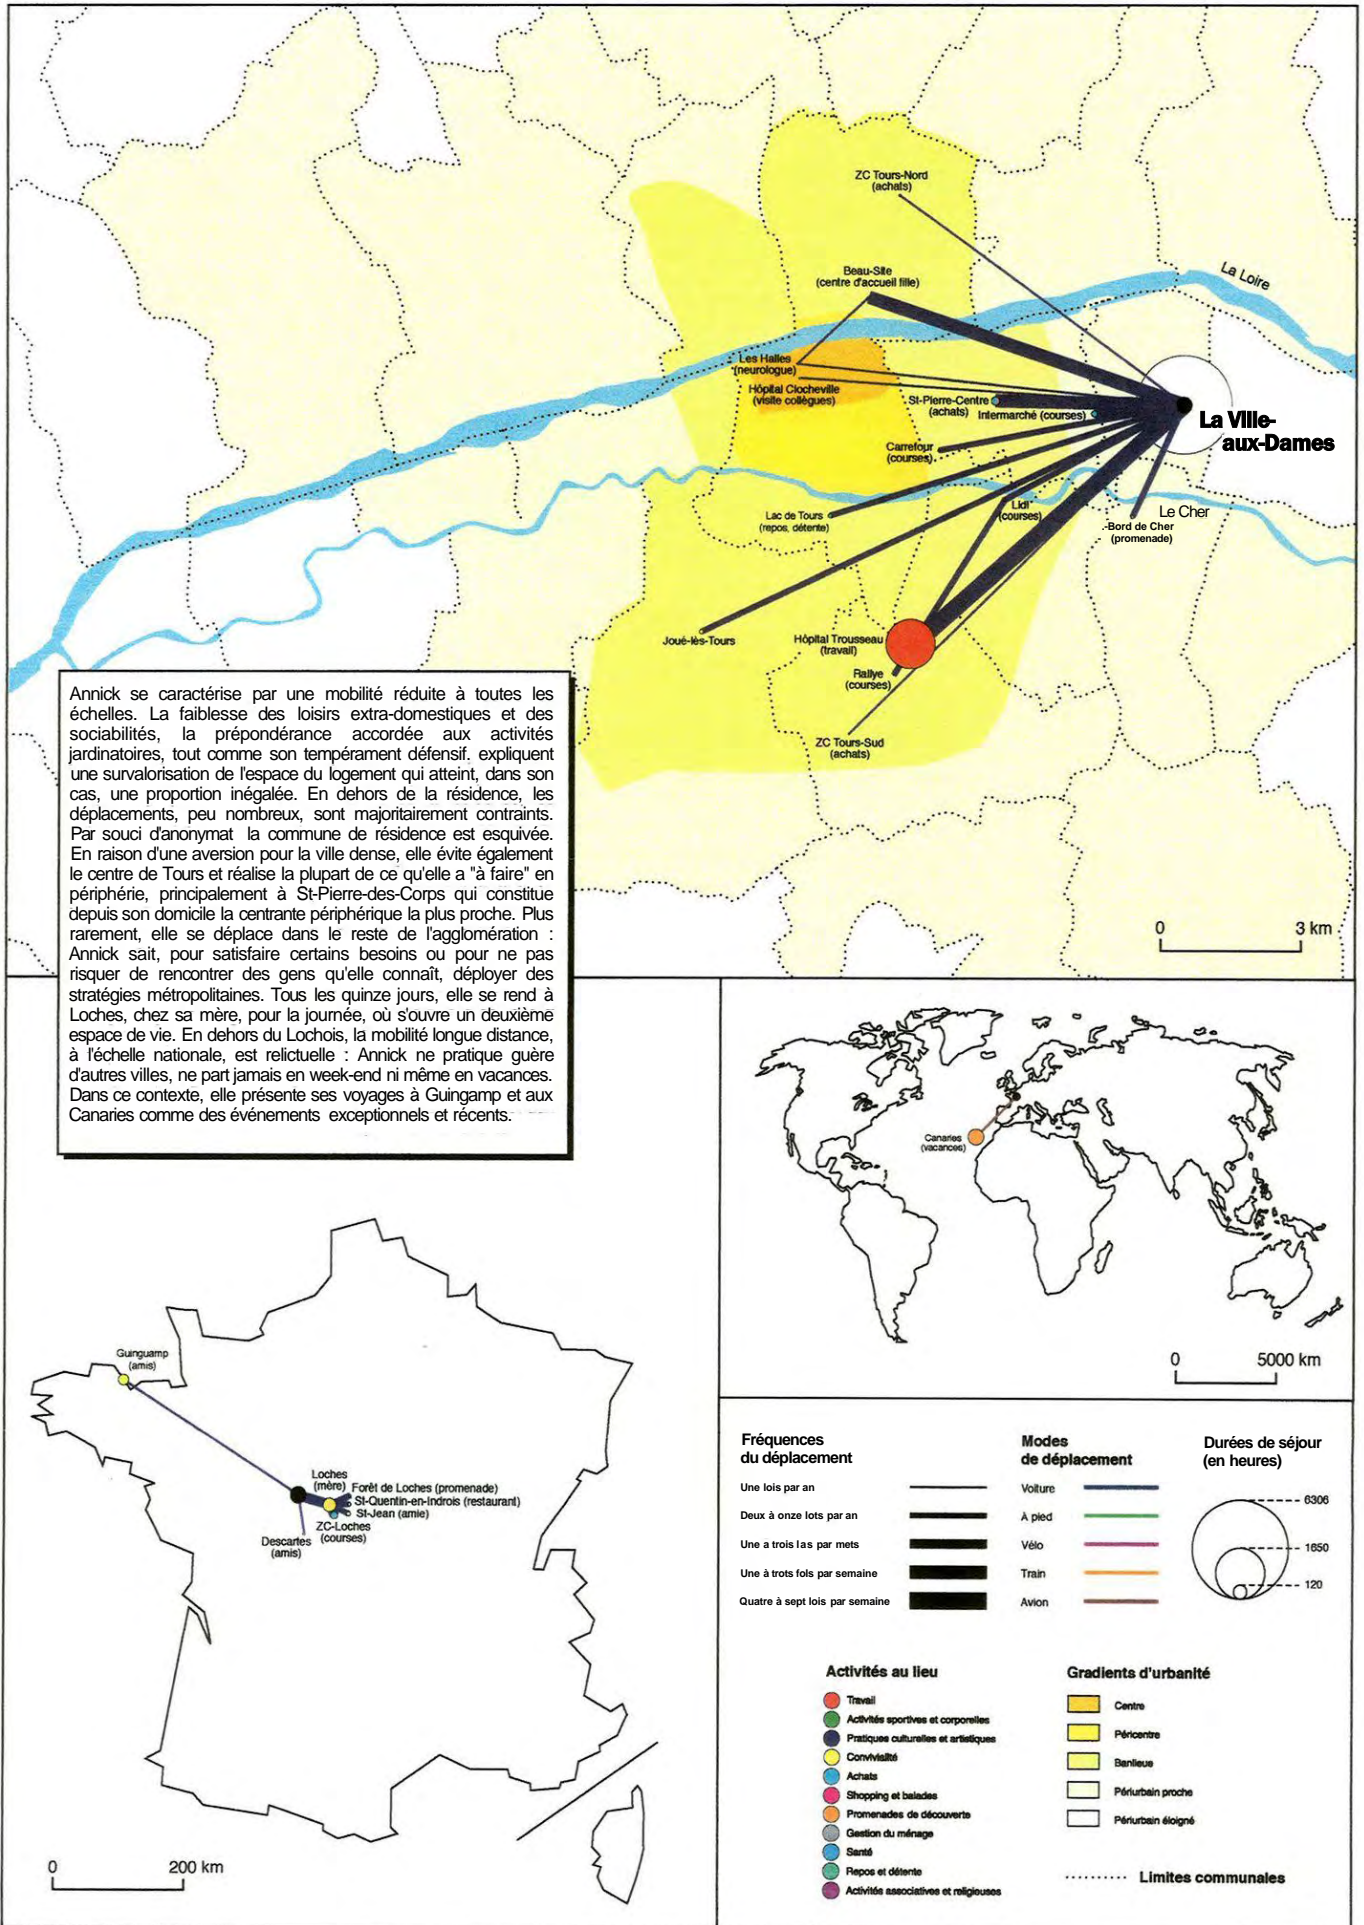 ZC Tours-Nord
(achats)
La Loire
Beau-Site
(centre d'accueil fille)
Les Halles
(neurologue)
Hôpital Clocheville
(visite collègues)
St-Pierre-Centre
(achats)
Intermarché (courses)
La Ville-
aux-Dames
Carrefour
(courses)
Lac de Tours
(repos, détente)
Lidl
(courses)
Le Cher
-Bord de Cher
(promenade)
Joué-lès-Tours
Hôpital Trousseau
(travail)
Rallye
(courses)
ZC Tours-Sud
(achats)
0 3 km
Annick se caractérise par une mobilité réduite à toutes les
échelles. La faiblesse des loisirs extra-domestiques et des
sociabilités, la prépondérance accordée aux activités
jardinatoires, tout comme son tempérament défensif. expliquent
une survalorisation de l'espace du logement qui atteint, dans son
cas, une proportion inégalée. En dehors de la résidence, les
déplacements, peu nombreux, sont majoritairement contraints.
Par souci d'anonymat la commune de résidence est esquivée.
En raison d'une aversion pour la ville dense, elle évite également
le centre de Tours et réalise la plupart de ce qu'elle a "à faire" en
périphérie, principalement à St-Pierre-des-Corps qui constitue
depuis son domicile la centrante périphérique la plus proche. Plus
rarement, elle se déplace dans le reste de l'agglomération :
Annick sait, pour satisfaire certains besoins ou pour ne pas
risquer de rencontrer des gens qu'elle connaît, déployer des
stratégies métropolitaines. Tous les quinze jours, elle se rend à
Loches, chez sa mère, pour la journée, où s'ouvre un deuxième
espace de vie. En dehors du Lochois, la mobilité longue distance,
à l'échelle nationale, est relictuelle : Annick ne pratique guère
d'autres villes, ne part jamais en week-end ni même en vacances.
Dans ce contexte, elle présente ses voyages à Guingamp et aux
Canaries comme des événements exceptionnels et récents.
Canaries
(vacances)
0 5000 km
Guinguamp
(amis)
Loches
(mère)
Forêt de Loches (promenade)
St-Quentin-en-Indrois (restaurant)
St-Jean (amie)
ZC-Loches
(courses)
Descartes
(amis)
0 200 km
Fréquences
du déplacement
Une lois par an
Deux à onze lots par an
Une a trois las par mets
Une à trots fols par semaine
Quatre à sept lois par semaine
Modes
de déplacement
Voiture
À pied
Vélo
Train
Avion
Durées de séjour
(en heures)
6306
1650
120
Activités au lieu
Travail
Activités sportives et corporelles
Pratiques culturelles et artistiques
Convivialité
Achats
Shopping et balades
Promenades de découverte
Gestion du ménage
Santé
Repos et détente
Activités associatives et religieuses
Gradients d'urbanité
Centre
Péricentre
Banlieue
Périurbain proche
Périurbain éloigné
Limites communales